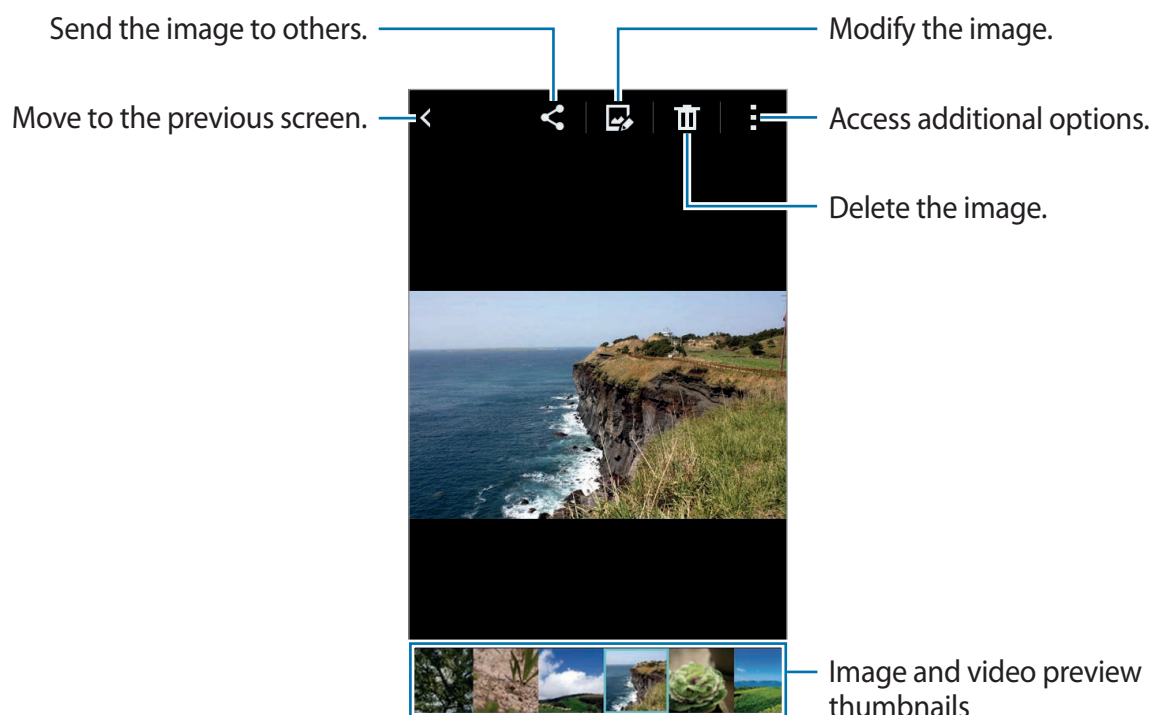 Send the image to others.
Modify the image.
Move to the previous screen.
Access additional options.
Delete the image.
Image and video preview
thumbnails